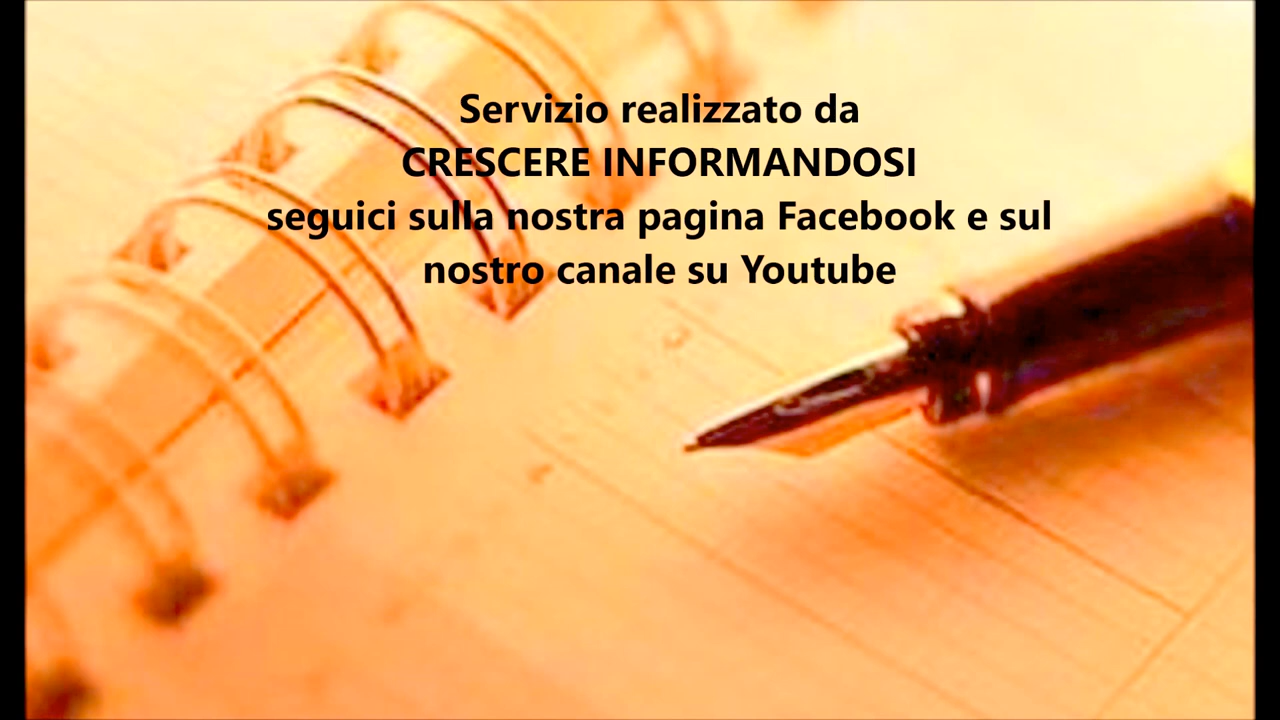 Servizio realizzato da
CRESCERE INFORMANDOSI
seguici sulla nostra pagina Facebook e sul
nostro canale su Youtube